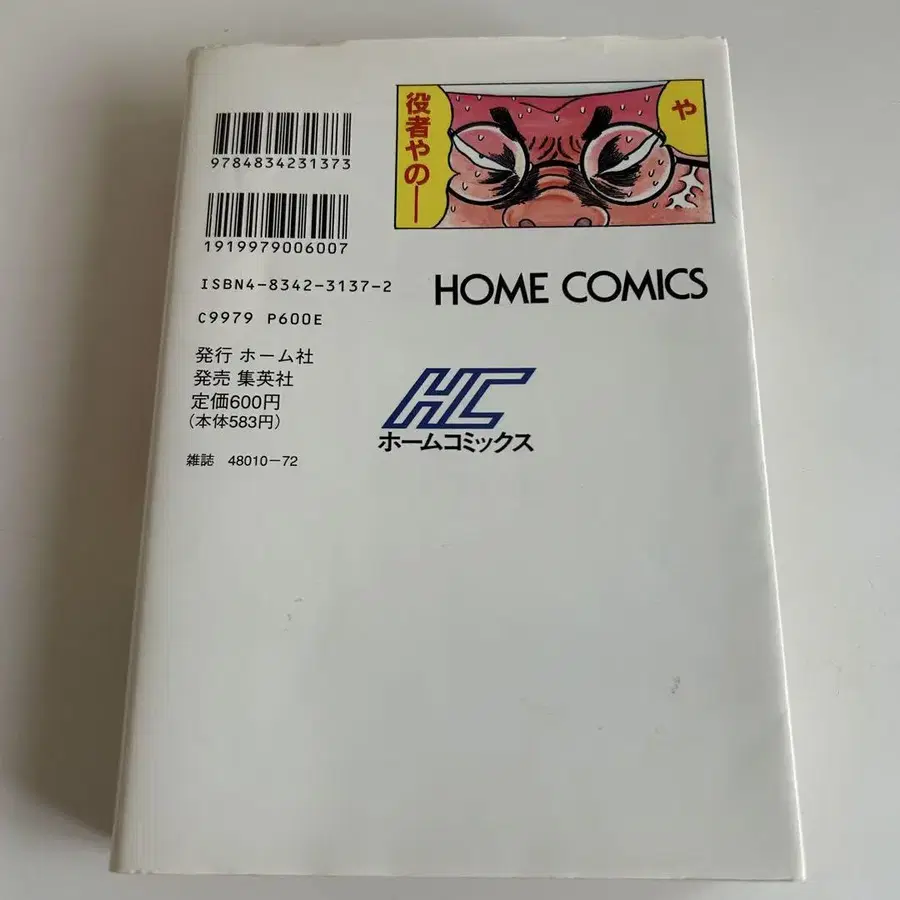 や
役者やのー
9784834231373
1919979006007
ISBN4-8342-3137-2
C9979 P600E
HOME COMICS
発行 ホーム社
発売 集英社
定価600円
（本体583円）
雑誌 48010-72
HC
ホームコミックス